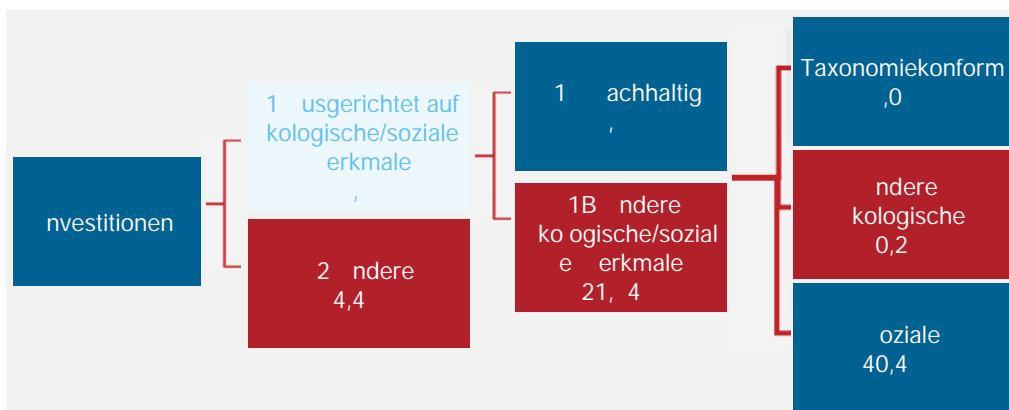 nvestitionen
1 usgerichtet auf
kologische/soziale
erkmale
,
2 ndere
4,4
1 achhaltig
,
1B ndere
ko ogische/sozial
e erkmale
21, 4
Taxonomiekonform
,0
ndere
kologische
0,2
oziale
40,4